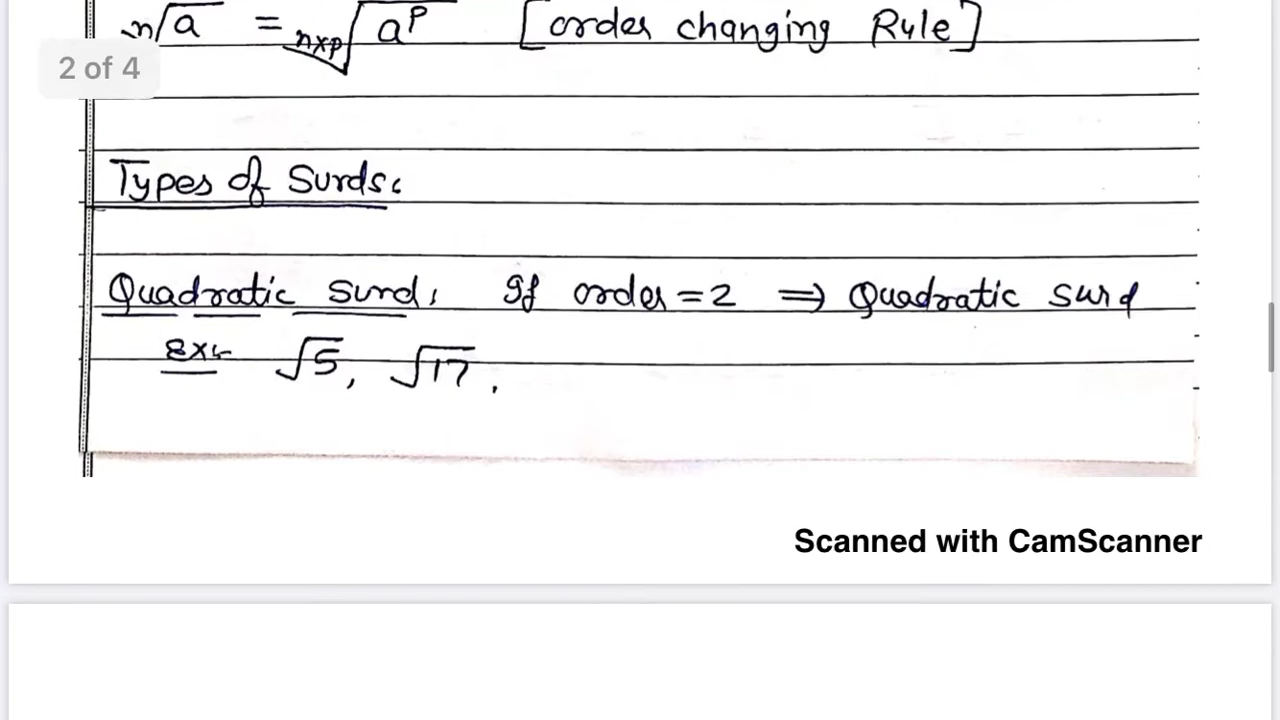 ⁿ√a = ⁿˣᵖ√aᵖ [order changing Rule]
2 of 4
Types of Surds:
Quadratic surd: If order = 2 ⇒ Quadratic surd
Ex:- √5, √17.
Scanned with CamScanner